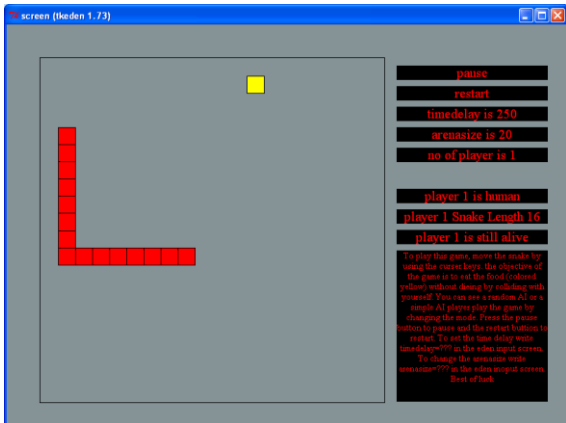 screen (tkeden 1.73)
pause
restart
timedelay is 250
arenasize is 20
no of player is 1
player 1 is human
player 1 Snake Length 16
player 1 is still alive
To play this game, move the snake by
using the curser keys. the objective of
the game is to eat the food (colored
yellow) without dieing by colliding with
yourself. You can see a random AI or a
simple AI player play the game by
changing the mode. Press the pause
button to pause and the restart buttion to
restart. To set the time delay write
timedelay=??? in the eden input screen.
To change the arenasize write
arenasize=??? in the eden inoput screen
Best of luck